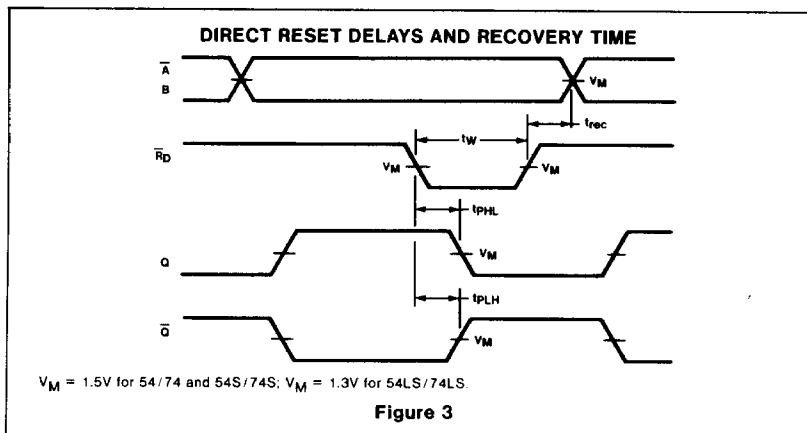 DIRECT RESET DELAYS AND RECOVERY TIME
A̅
B
VM
trec
tW
R̅D
VM
VM
tPHL
Q
VM
tPLH
Q̅
VM
VM = 1.5V for 54/74 and 54S/74S; VM = 1.3V for 54LS/74LS.
Figure 3